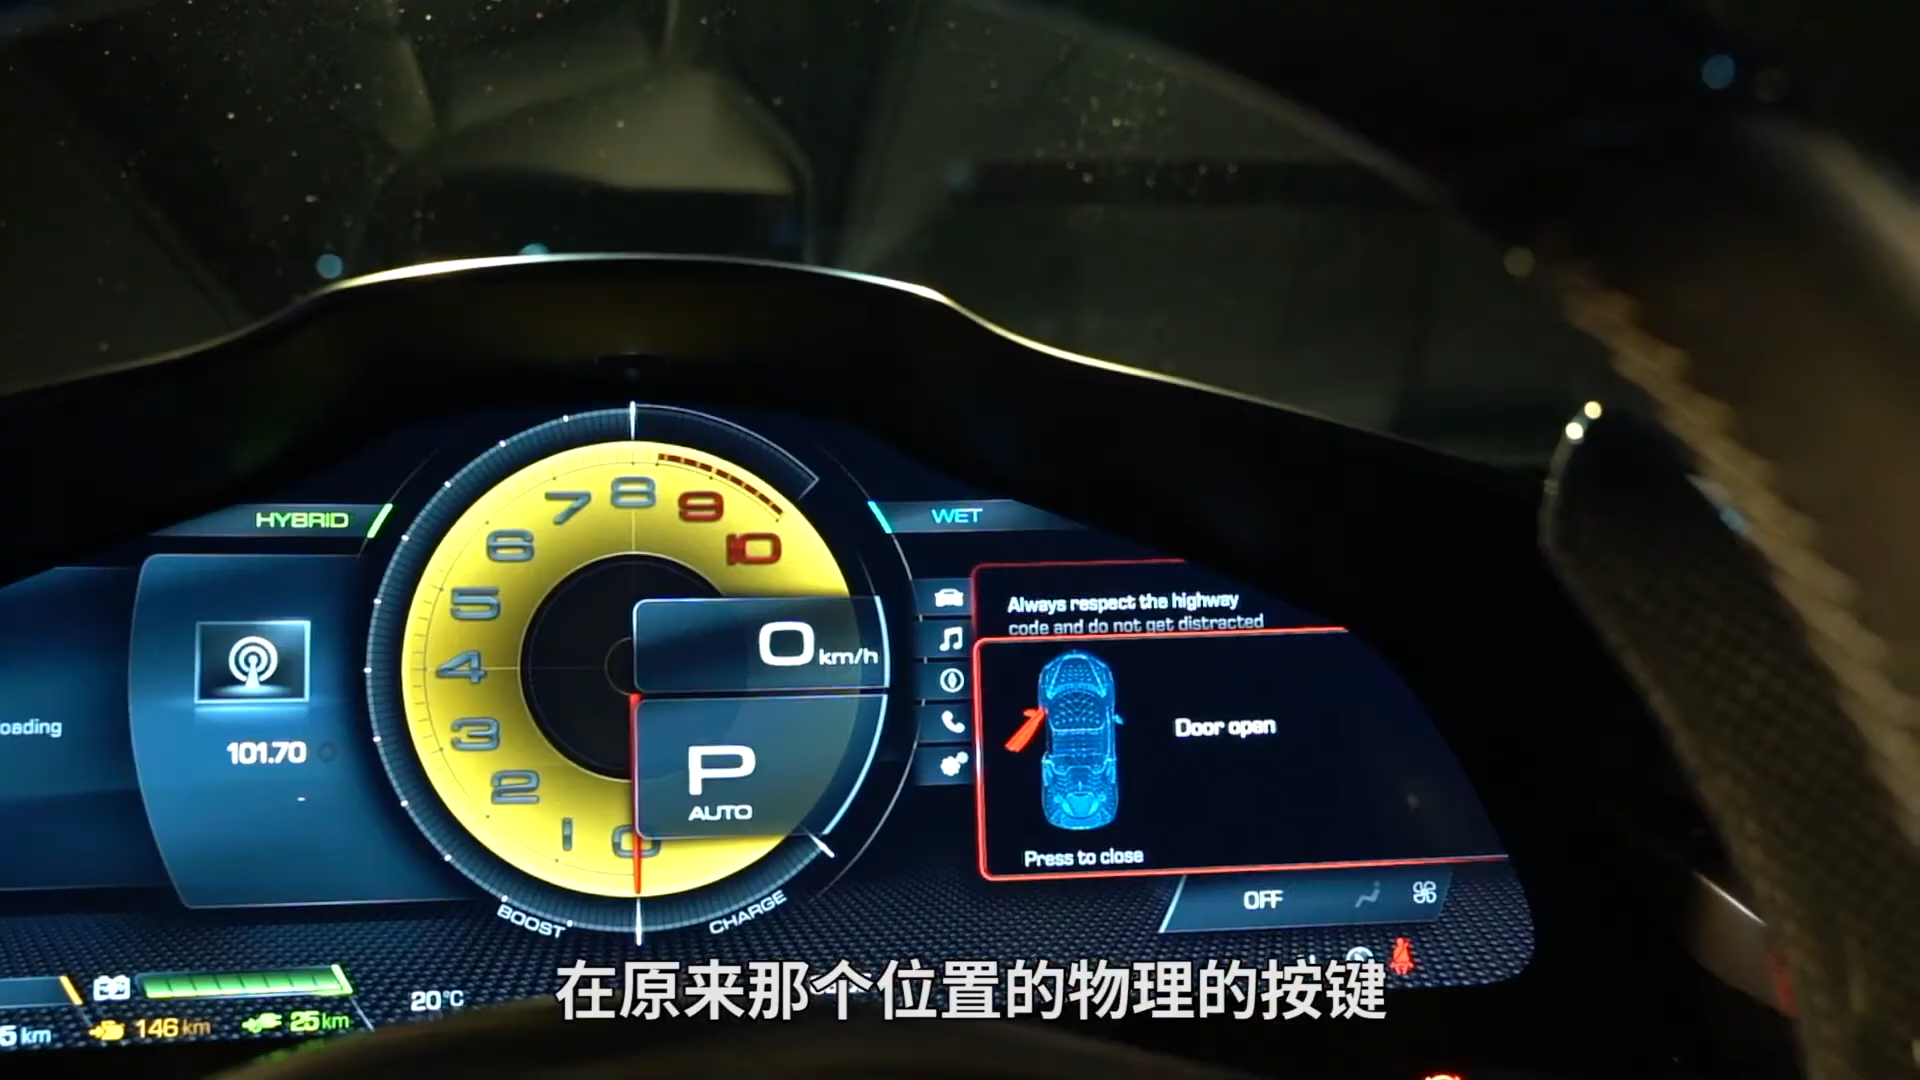 HYBRID
WET
7 8 9
6 10
5
4
3
2
1 0
0 km/h
P
AUTO
Always respect the highway
code and do not get distracted
Door open
Press to close
oading
101.70
BOOST
CHARGE
OFF
20°C
5 km
146 km
25 km
在原来那个位置的物理的按键